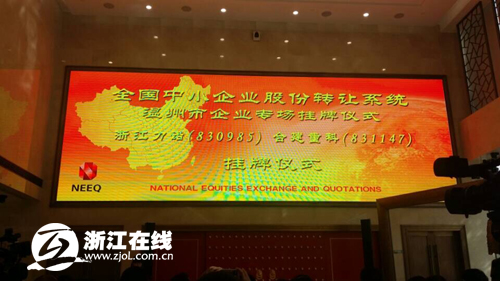 全国中小企业股份转让系统
温州市企业专场挂牌仪式
浙江力诺(830985) 合建重科(831147)
挂牌仪式
NEEQ
NATIONAL EQUITIES EXCHANGE AND QUOTATIONS
浙江在线
www.zjol.com.cn